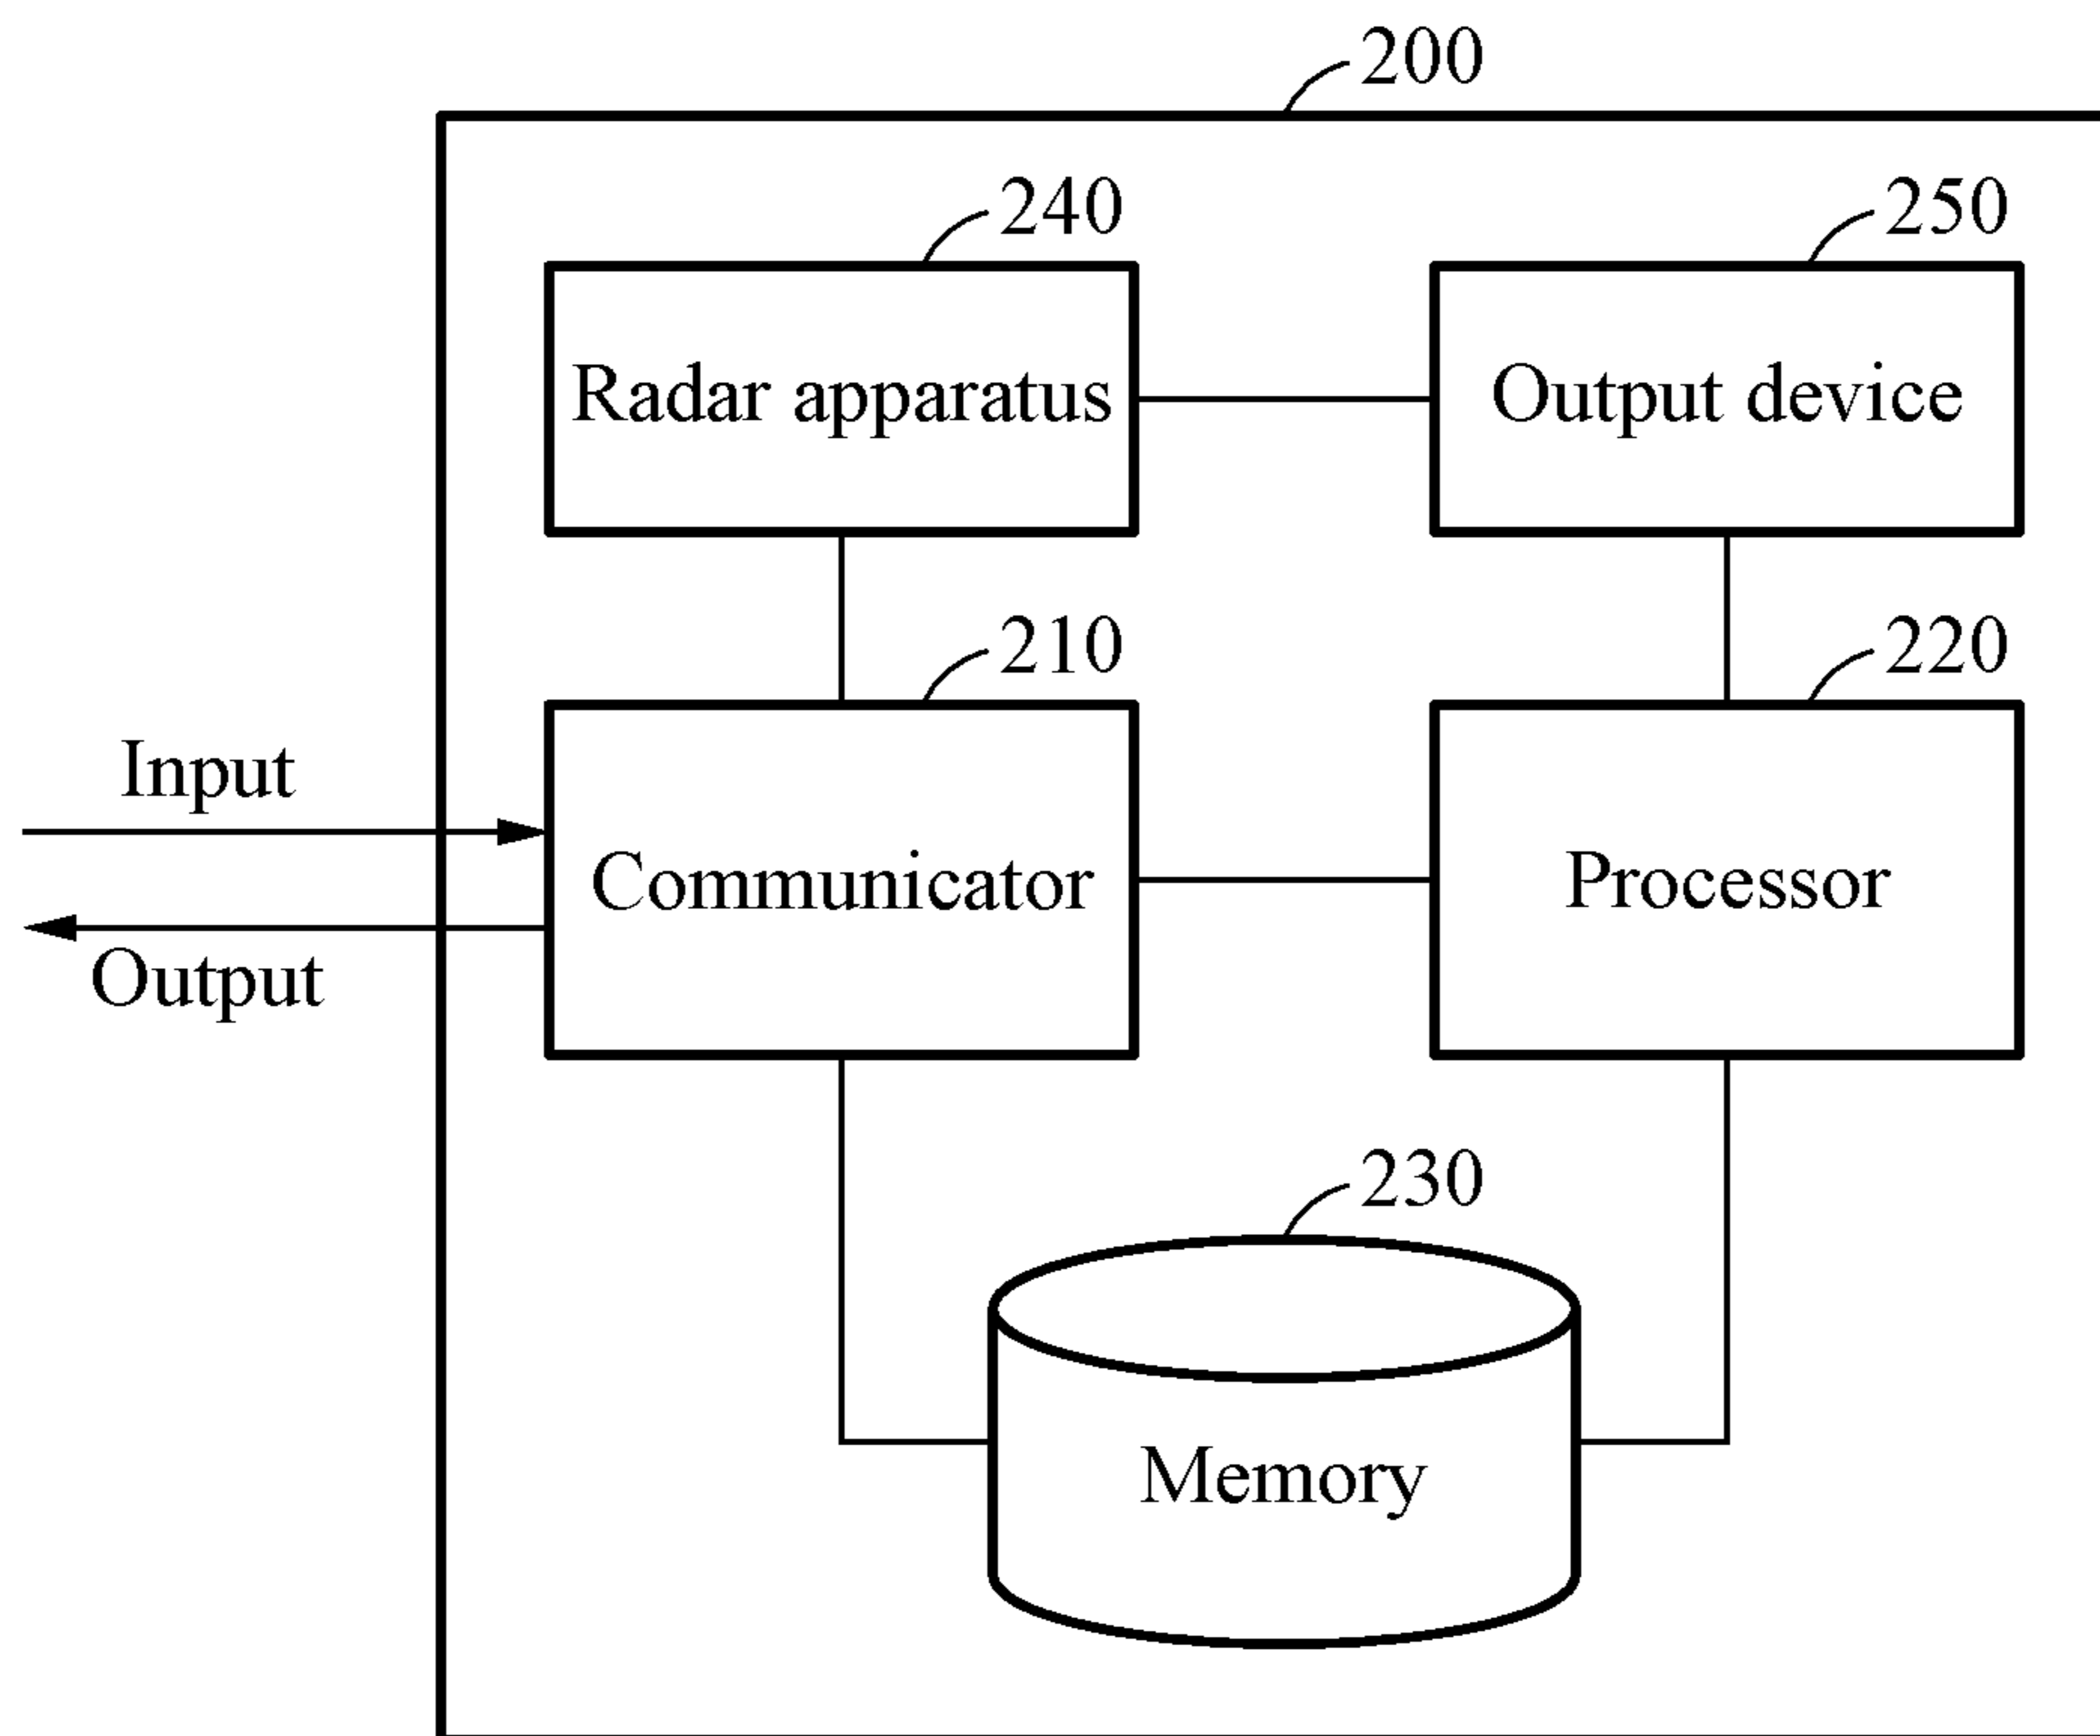 200
240
250
Radar apparatus
Output device
210
220
Input
Communicator
Processor
Output
230
Memory